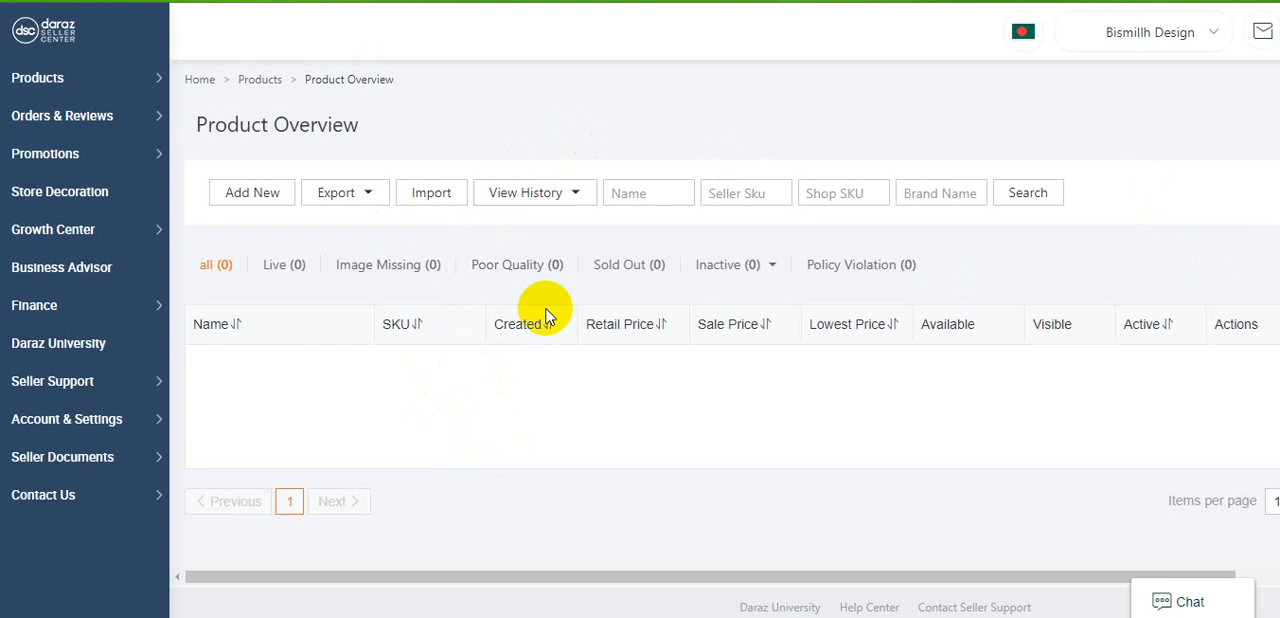 dsc daraz SELLER CENTER
Bismillh Design
Products
Orders & Reviews
Promotions
Store Decoration
Growth Center
Business Advisor
Finance
Daraz University
Seller Support
Account & Settings
Seller Documents
Contact Us
Home > Products > Product Overview
Product Overview
Add New Export Import View History Name Seller Sku Shop SKU Brand Name Search
all (0) Live (0) Image Missing (0) Poor Quality (0) Sold Out (0) Inactive (0) Policy Violation (0)
Name SKU Created Retail Price Sale Price Lowest Price Available Visible Active Actions
< Previous 1 Next >
Items per page 1
Daraz University Help Center Contact Seller Support
Chat